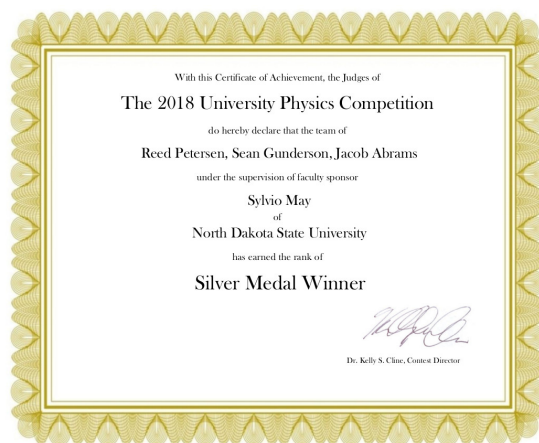 With this Certificate of Achievement, the Judges of
The 2018 University Physics Competition
do hereby declare that the team of
Reed Petersen, Sean Gunderson, Jacob Abrams
under the supervision of faculty sponsor
Sylvio May
of
North Dakota State University
has earned the rank of
Silver Medal Winner
Dr. Kelly S. Cline, Contest Director